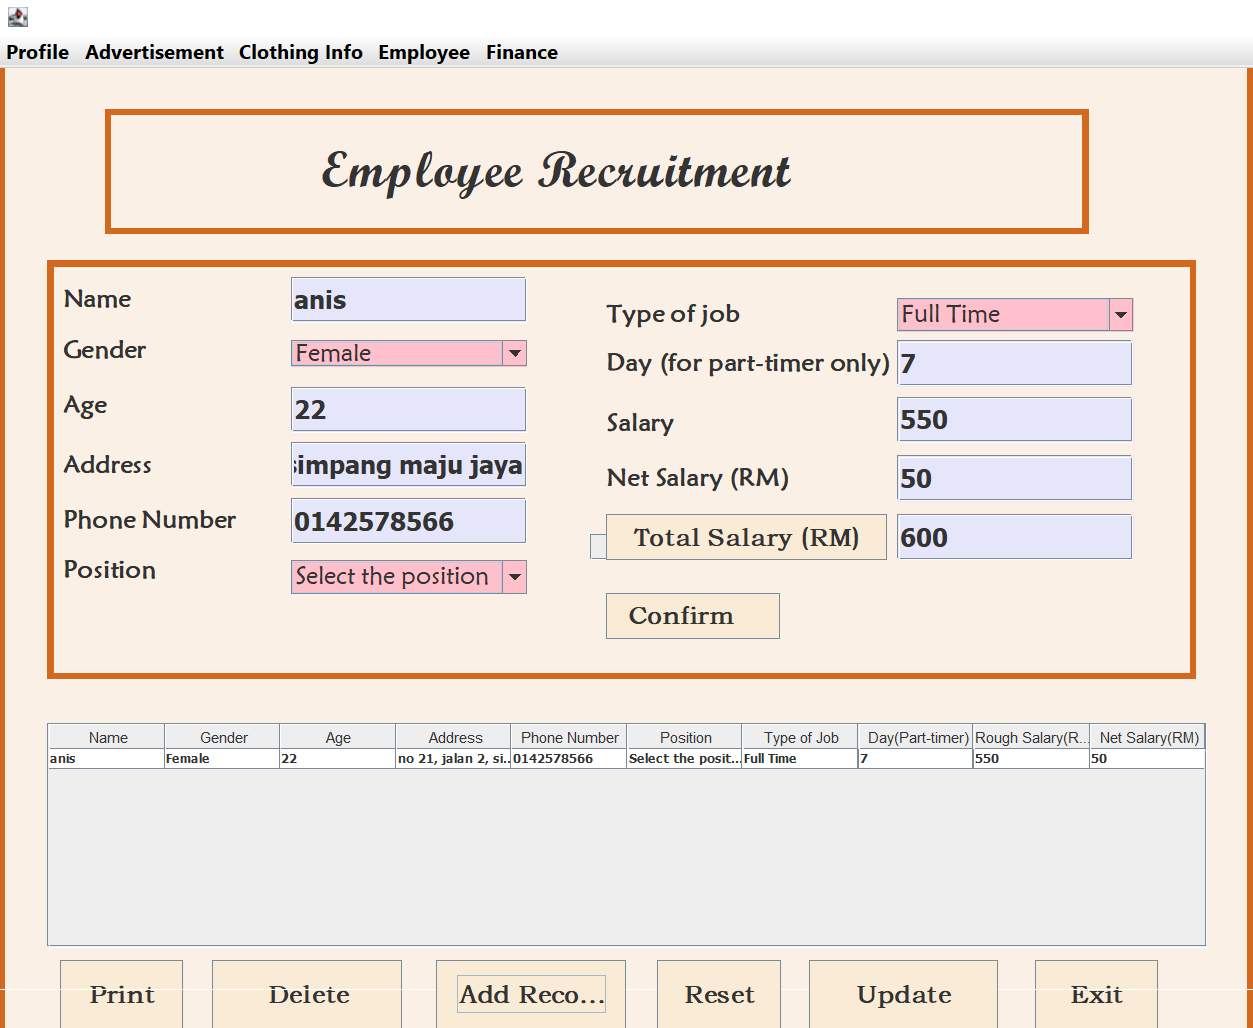 Profile Advertisement Clothing Info Employee Finance
Employee Recruitment
Name anis
Gender Female
Age 22
Address simpang maju jaya
Phone Number 0142578566
Position Select the position
Type of job Full Time
Day (for part-timer only) 7
Salary 550
Net Salary (RM) 50
Total Salary (RM) 600
Confirm
Name Gender Age Address Phone Number Position Type of Job Day(Part-timer) Rough Salary(R... Net Salary(RM)
anis Female 22 no 21, jalan 2, si... 0142578566 Select the posit... Full Time 7 550 50
Print Delete Add Reco... Reset Update Exit